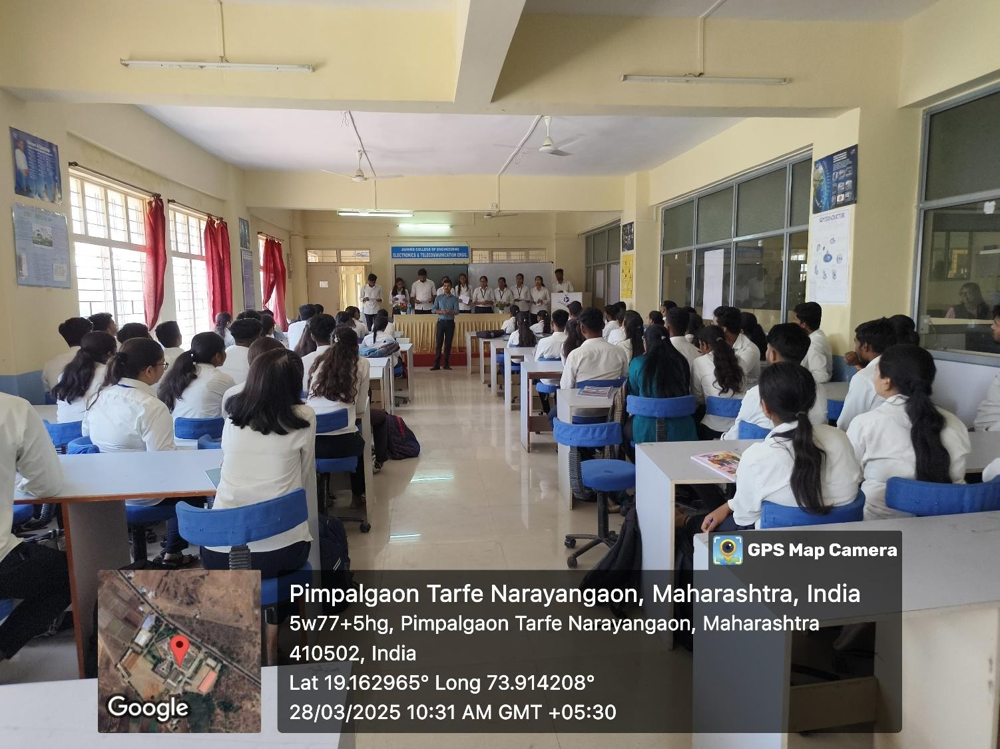 JAIHIND COLLEGE OF ENGINEERING
ELECTRONICS & TELECOMMUNICATION ENGG.
SEMICONDUCTOR
GPS Map Camera
Pimpalgaon Tarfe Narayangaon, Maharashtra, India
5w77+5hg, Pimpalgaon Tarfe Narayangaon, Maharashtra
410502, India
Lat 19.162965° Long 73.914208°
28/03/2025 10:31 AM GMT +05:30
Google